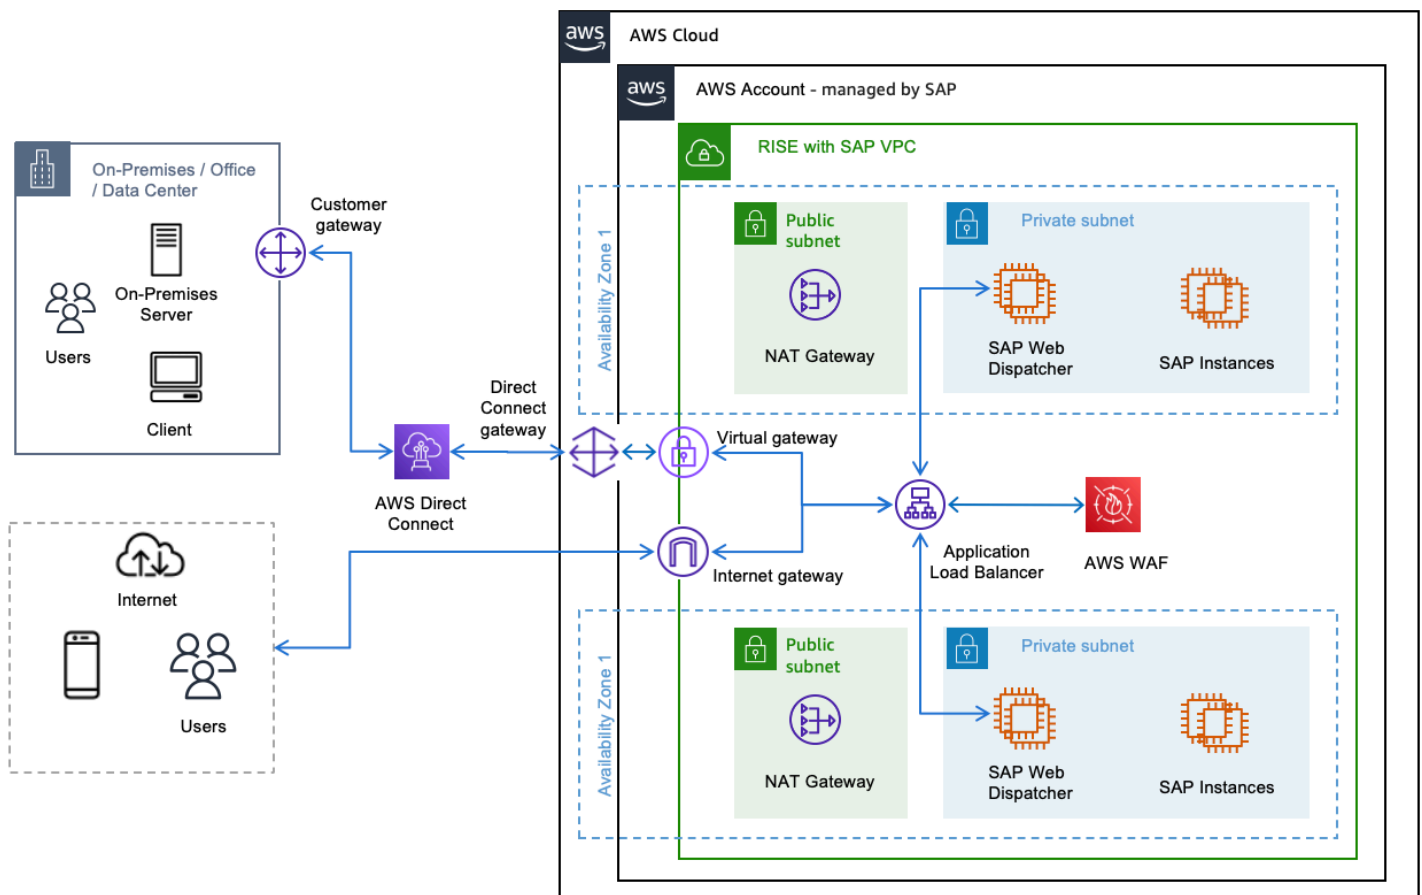 aws
AWS Cloud
aws
AWS Account - managed by SAP
RISE with SAP VPC
On-Premises / Office
/ Data Center
Customer
gateway
On-Premises
Server
Users
Client
Availability Zone 1
Public
subnet
NAT Gateway
Private subnet
SAP Web
Dispatcher
SAP Instances
Direct
Connect
gateway
Virtual gateway
AWS Direct
Connect
Internet gateway
Application
Load Balancer
AWS WAF
Internet
Users
Availability Zone 1
Public
subnet
NAT Gateway
Private subnet
SAP Web
Dispatcher
SAP Instances